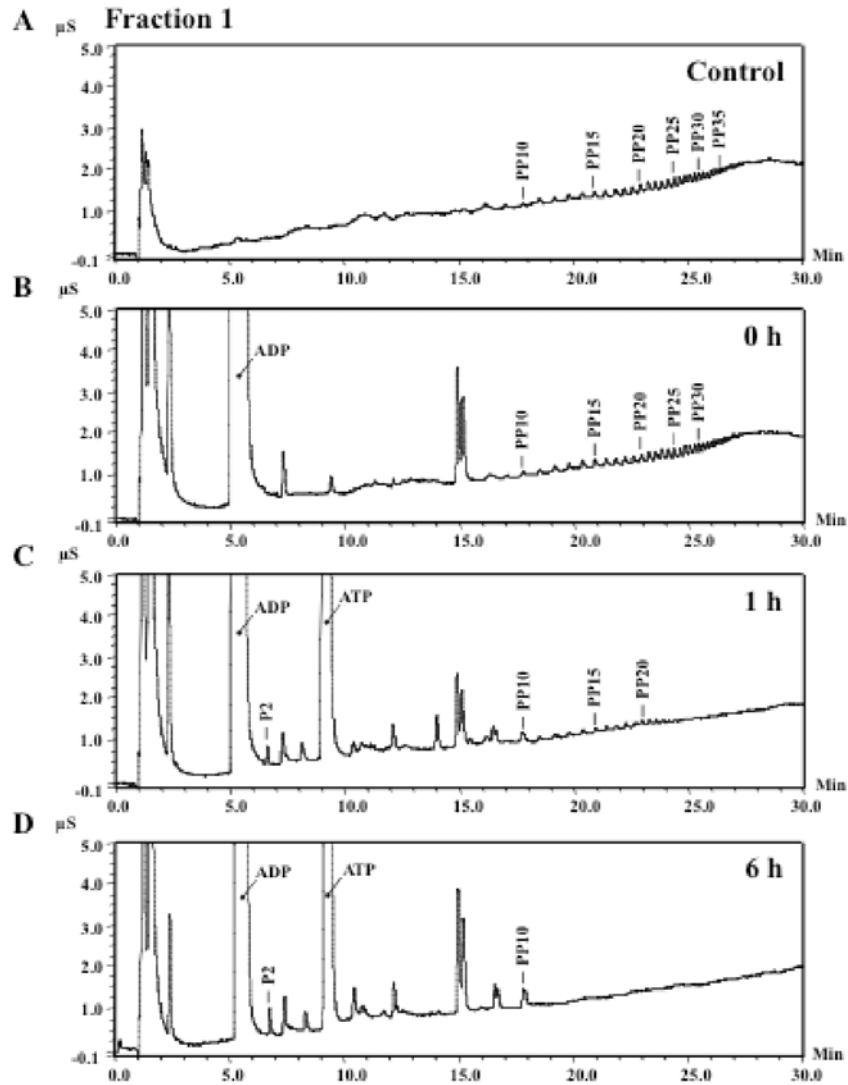 A µS Fraction 1
5.0
Control
4.0
3.0
2.0
1.0
-0.1
PP10 PP15 PP20 PP25 PP30 PP35
0.0 5.0 10.0 15.0 20.0 25.0 30.0
Min
B µS
5.0
0 h
4.0
3.0
2.0
1.0
-0.1
ADP
PP10 PP15 PP20 PP25 PP30
0.0 5.0 10.0 15.0 20.0 25.0 30.0
Min
C µS
5.0
1 h
4.0
3.0
2.0
1.0
-0.1
ADP ATP
P2 PP10 PP15 PP20
0.0 5.0 10.0 15.0 20.0 25.0 30.0
Min
D µS
5.0
6 h
4.0
3.0
2.0
1.0
-0.1
ADP ATP
P2 PP10
0.0 5.0 10.0 15.0 20.0 25.0 30.0
Min